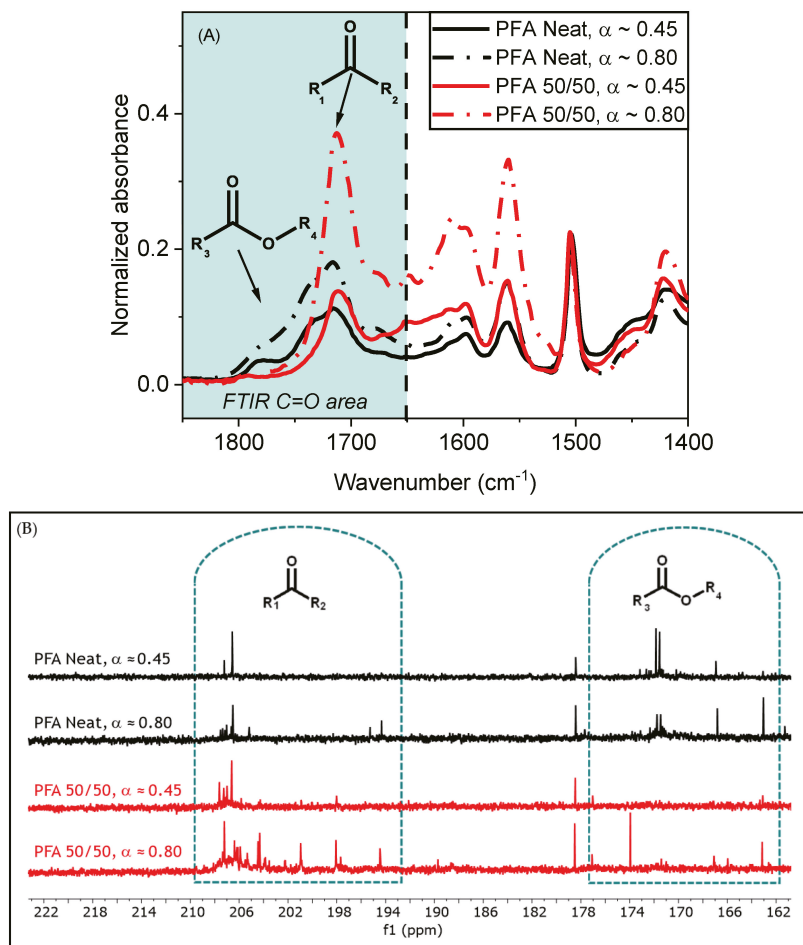 (A)
PFA Neat, α ~ 0.45
PFA Neat, α ~ 0.80
PFA 50/50, α ~ 0.45
PFA 50/50, α ~ 0.80
O
R1 R2
O
R3 O R4
0.4
0.2
0.0
Normalized absorbance
FTIR C=O area
1800 1700 1600 1500 1400
Wavenumber (cm-1)
(B)
O
R1 R2
O
R3 O R4
PFA Neat, α ≈ 0.45
PFA Neat, α ≈ 0.80
PFA 50/50, α ≈ 0.45
PFA 50/50, α ≈ 0.80
222 218 214 210 206 202 198 194 190 186 182 178 174 170 166 162
f1 (ppm)